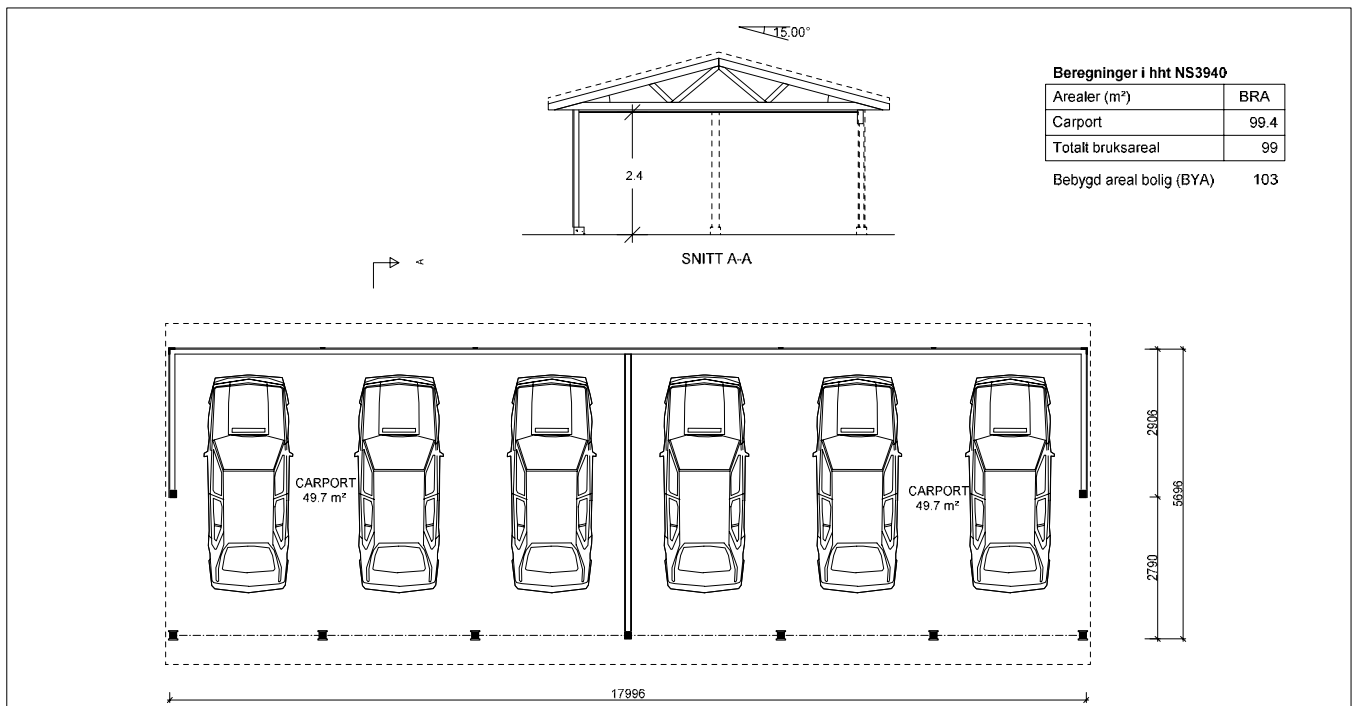 15.00°
Beregninger i hht NS3940
Arealer (m²) BRA
Carport 99.4
Totalt bruksareal 99
Bebygd areal bolig (BYA) 103
2.4
SNITT A-A
A
CARPORT
49.7 m²
CARPORT
49.7 m²
2906
5696
2790
17996